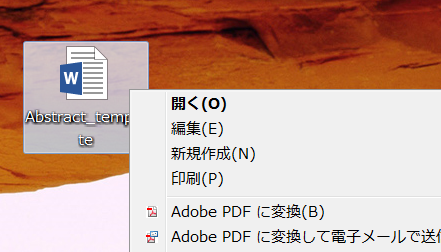 Abstract_temp
te
開く(O)
編集(E)
新規作成(N)
印刷(P)
Adobe PDF に変換(B)
Adobe PDF に変換して電子メールで送